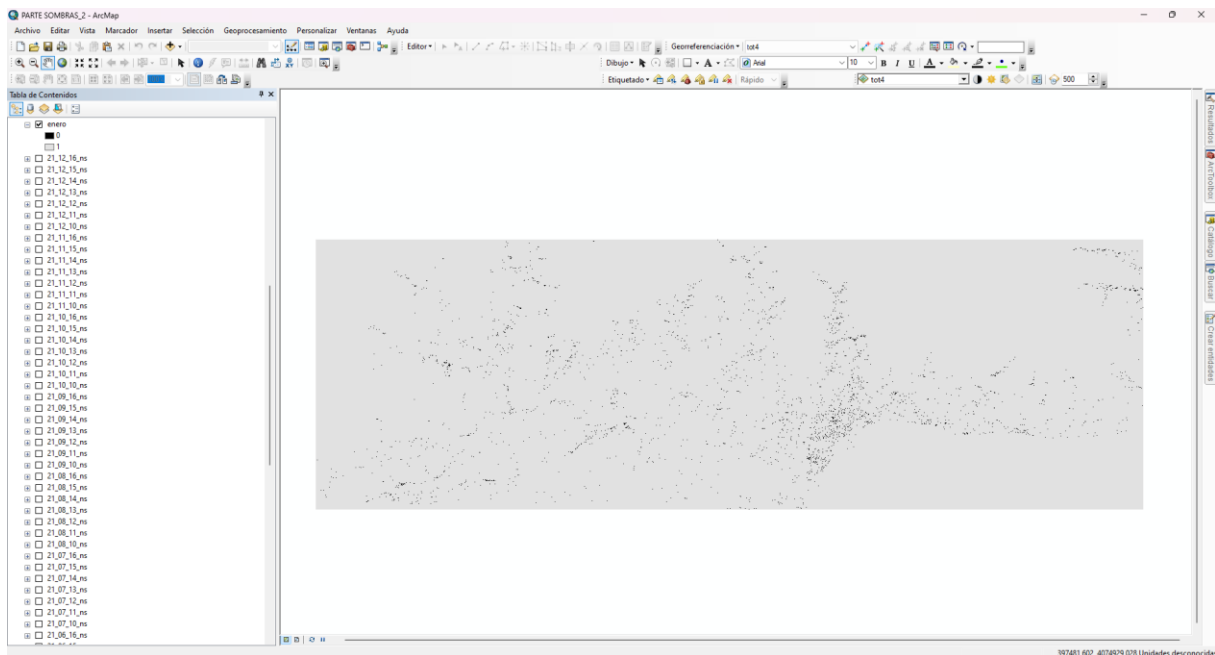 PARTE SOMBRAS_2 - ArcMap
Archivo Editar Vista Marcador Insertar Selección Geoprocesamiento Personalizar Ventanas Ayuda
Editor Georreferenciación tot4
Dibujo A Arial 10 B I U A
Etiquetado Rápido tot4 500
Tabla de Contenidos
enero
0
1
21_12_16_ns
21_12_15_ns
21_12_14_ns
21_12_13_ns
21_12_12_ns
21_12_11_ns
21_12_10_ns
21_11_16_ns
21_11_15_ns
21_11_14_ns
21_11_13_ns
21_11_12_ns
21_11_11_ns
21_11_10_ns
21_10_16_ns
21_10_15_ns
21_10_14_ns
21_10_13_ns
21_10_12_ns
21_10_11_ns
21_10_10_ns
21_09_16_ns
21_09_15_ns
21_09_14_ns
21_09_13_ns
21_09_12_ns
21_09_11_ns
21_09_10_ns
21_08_16_ns
21_08_15_ns
21_08_14_ns
21_08_13_ns
21_08_12_ns
21_08_11_ns
21_08_10_ns
21_07_16_ns
21_07_15_ns
21_07_14_ns
21_07_13_ns
21_07_12_ns
21_07_11_ns
21_07_10_ns
21_06_16_ns
Resultados
ArcToolbox
Catálogo
Buscar
Crear entidades
397481,602 4074929,028 Unidades desconocidas